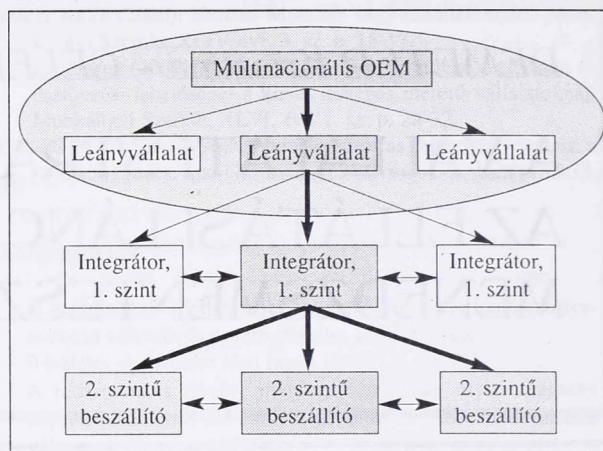 Multinacionális OEM
Leányvállalat Leányvállalat Leányvállalat
Integrátor, Integrátor, Integrátor,
1. szint 1. szint 1. szint
2. szintű 2. szintű 2. szintű
beszállító beszállító beszállító